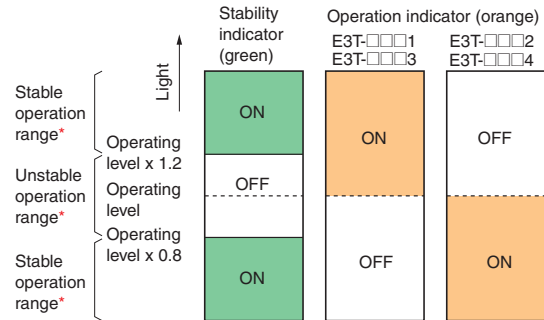 Stability
indicator
(green)
Operation indicator (orange)
E3T-□□□1
E3T-□□□3
E3T-□□□2
E3T-□□□4
Light
Stable
operation
range*
Operating
level x 1.2
Unstable
operation
range*
Operating
level
Operating
level x 0.8
Stable
operation
range*
ON
OFF
ON
ON
OFF
OFF
ON